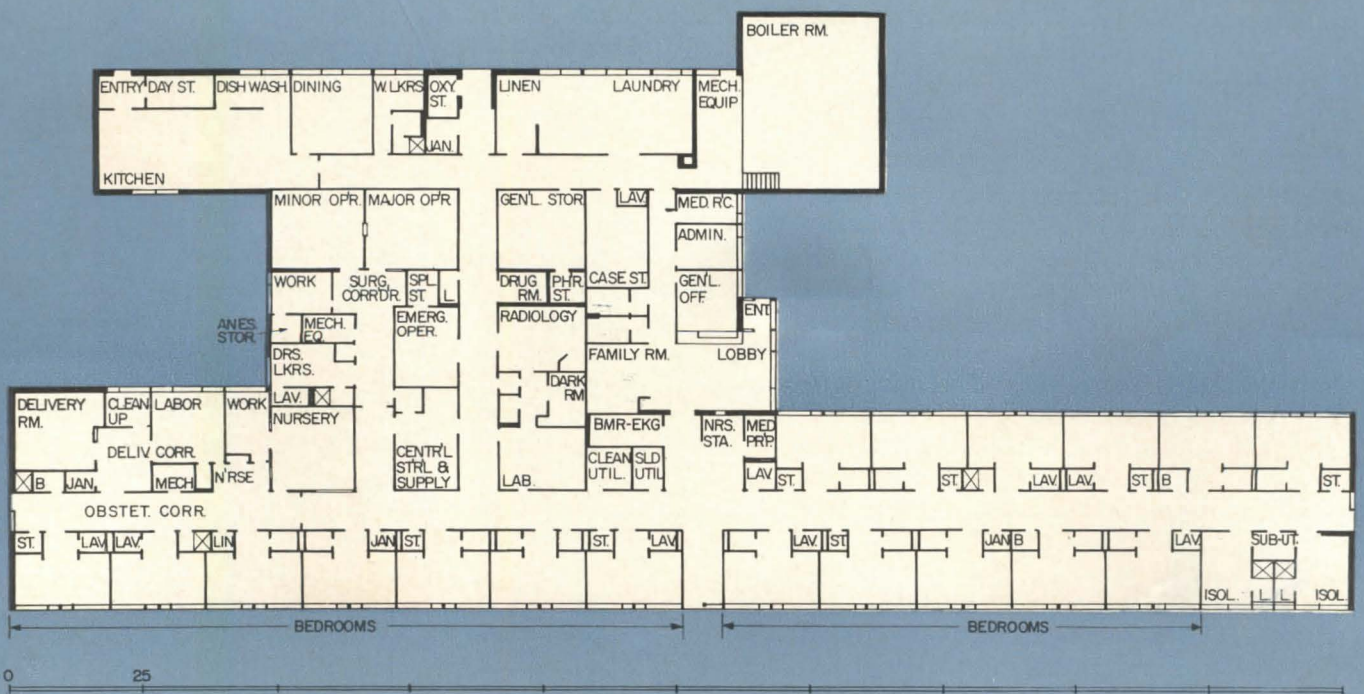 BOILER RM.
ENTRY
DAY ST.
DISH WASH.
DINING
W. LKRS
OXY.
ST.
LINEN
LAUNDRY
MECH.
EQUIP
JAN.
KITCHEN
MINOR OP'R.
MAJOR OP'R.
GEN'L. STOR.
LAV.
MED. R'C.
ADMIN.
WORK
SURG.
CORR'DR.
SPL.
ST.
L.
DRUG
RM.
PHR.
ST.
CASE ST.
GEN'L.
OFF.
ANES.
STOR.
MECH.
EQ.
EMERG.
OPER.
RADIOLOGY
ENT.
DRS.
LKRS.
FAMILY RM.
LOBBY
LAV.
DARK
RM
DELIVERY
RM.
CLEAN
UP
LABOR
WORK
NURSERY
BMR-EKG
NRS.
STA.
MED
PR'P.
DELIV. CORR.
CENTR'L
STRL &
SUPPLY
CLEAN
UTIL.
SLD
UTIL
B
JAN.
MECH
N'RSE
LAB.
LAV.
ST.
ST.
LAV.
LAV.
ST.
B
ST.
OBSTET. CORR.
ST.
LAV.
LAV.
LIN
JAN
ST.
ST.
LAV.
LAV.
ST.
JAN
B
LAV.
SUB-UT.
ISOL.
L.
L.
ISOL.
BEDROOMS
BEDROOMS
0
25